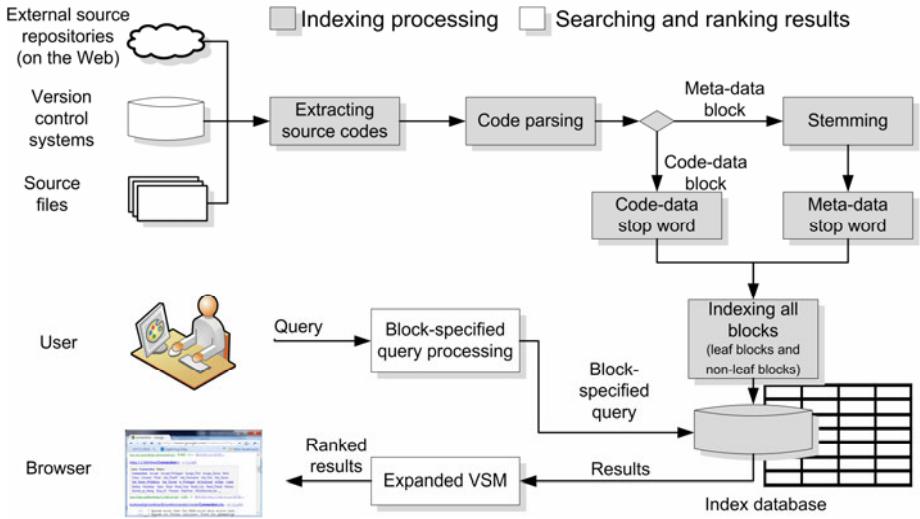 External source
repositories
(on the Web)
Indexing processing
Searching and ranking results
Version
control
systems
Extracting
source codes
Code parsing
Meta-data
block
Stemming
Source
files
Code-data
block
Code-data
stop word
Meta-data
stop word
Indexing all
blocks
(leaf blocks and
non-leaf blocks)
User
Query
Block-specified
query processing
Block-
specified
query
Browser
Ranked
results
Expanded VSM
Results
Index database